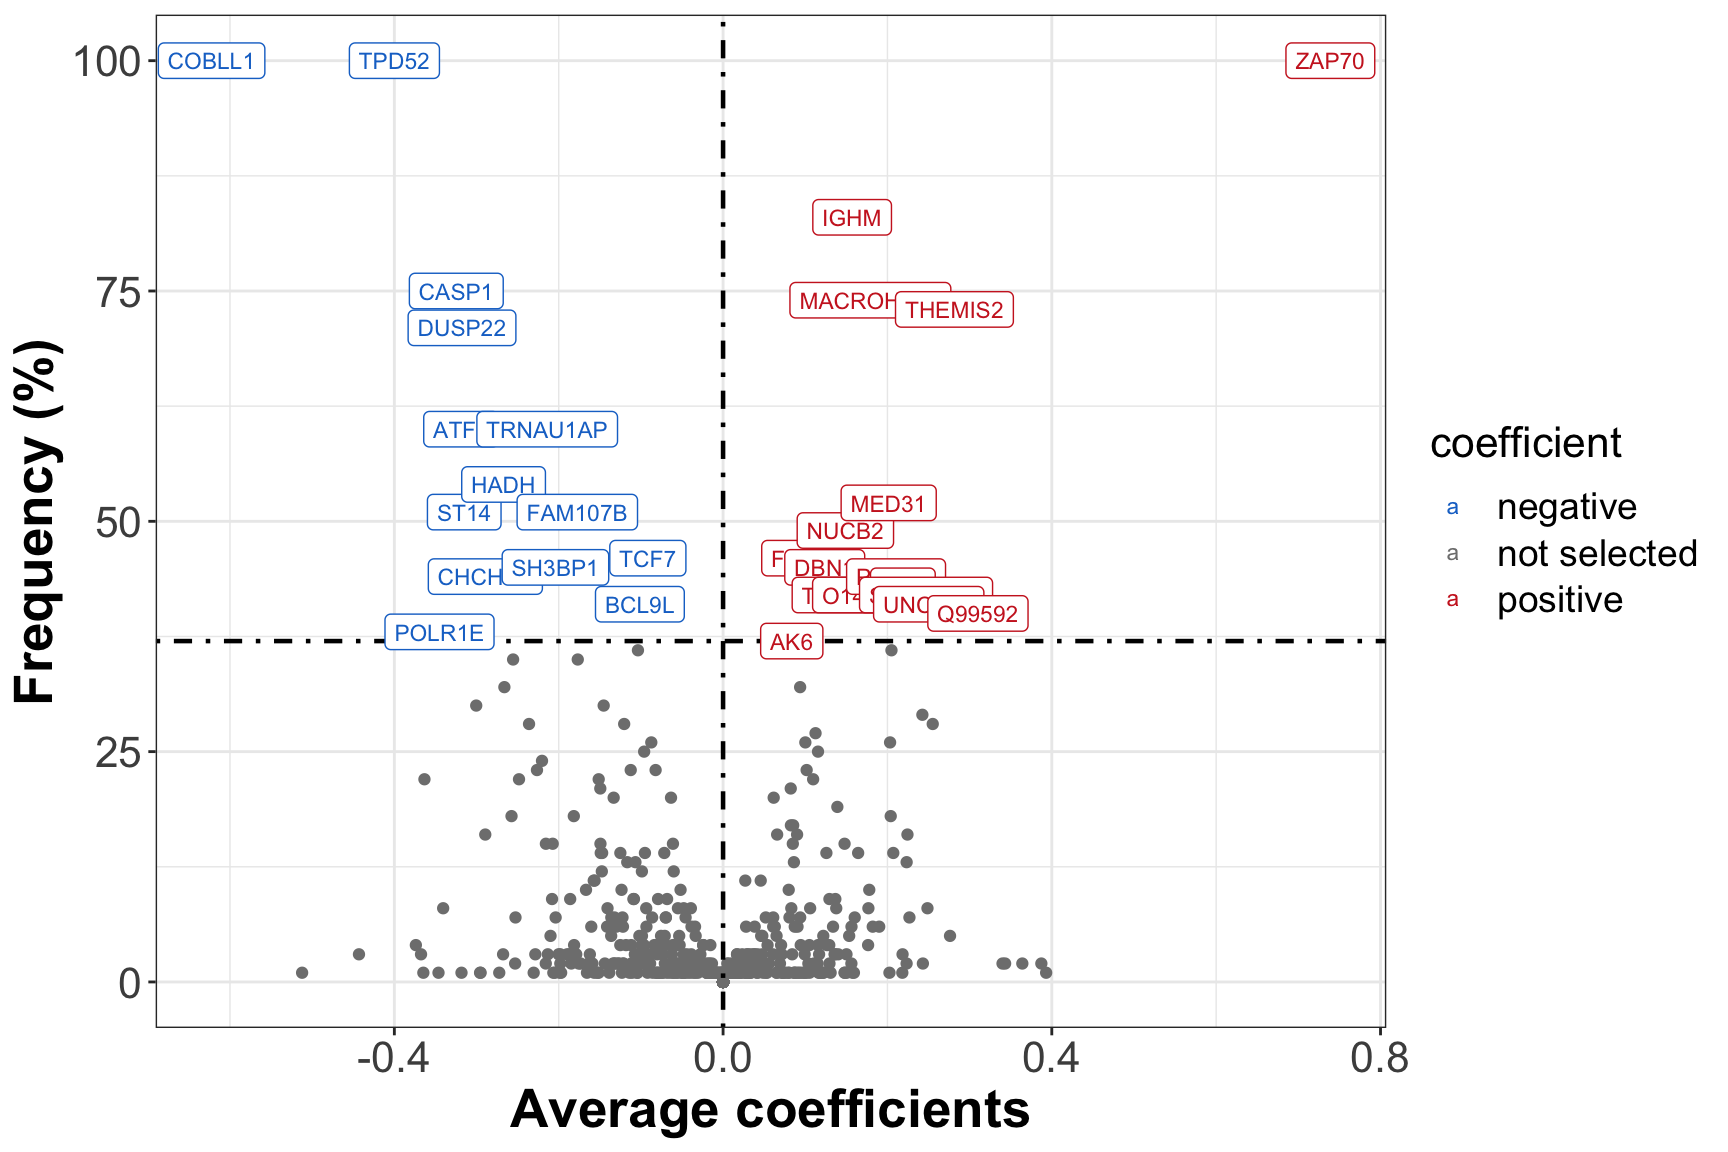 100
75
50
25
0
Frequency (%)
COBLL1
TPD52
ZAP70
IGHM
CASP1
MACROH
THEMIS2
DUSP22
ATF
TRNAU1AP
HADH
MED31
ST14
FAM107B
NUCB2
TCF7
SH3BP1
DBN
CHCH
BCL9L
UNC
Q99592
POLR1E
AK6
-0.4
0.0
0.4
0.8
Average coefficients
coefficient
a negative
a not selected
a positive